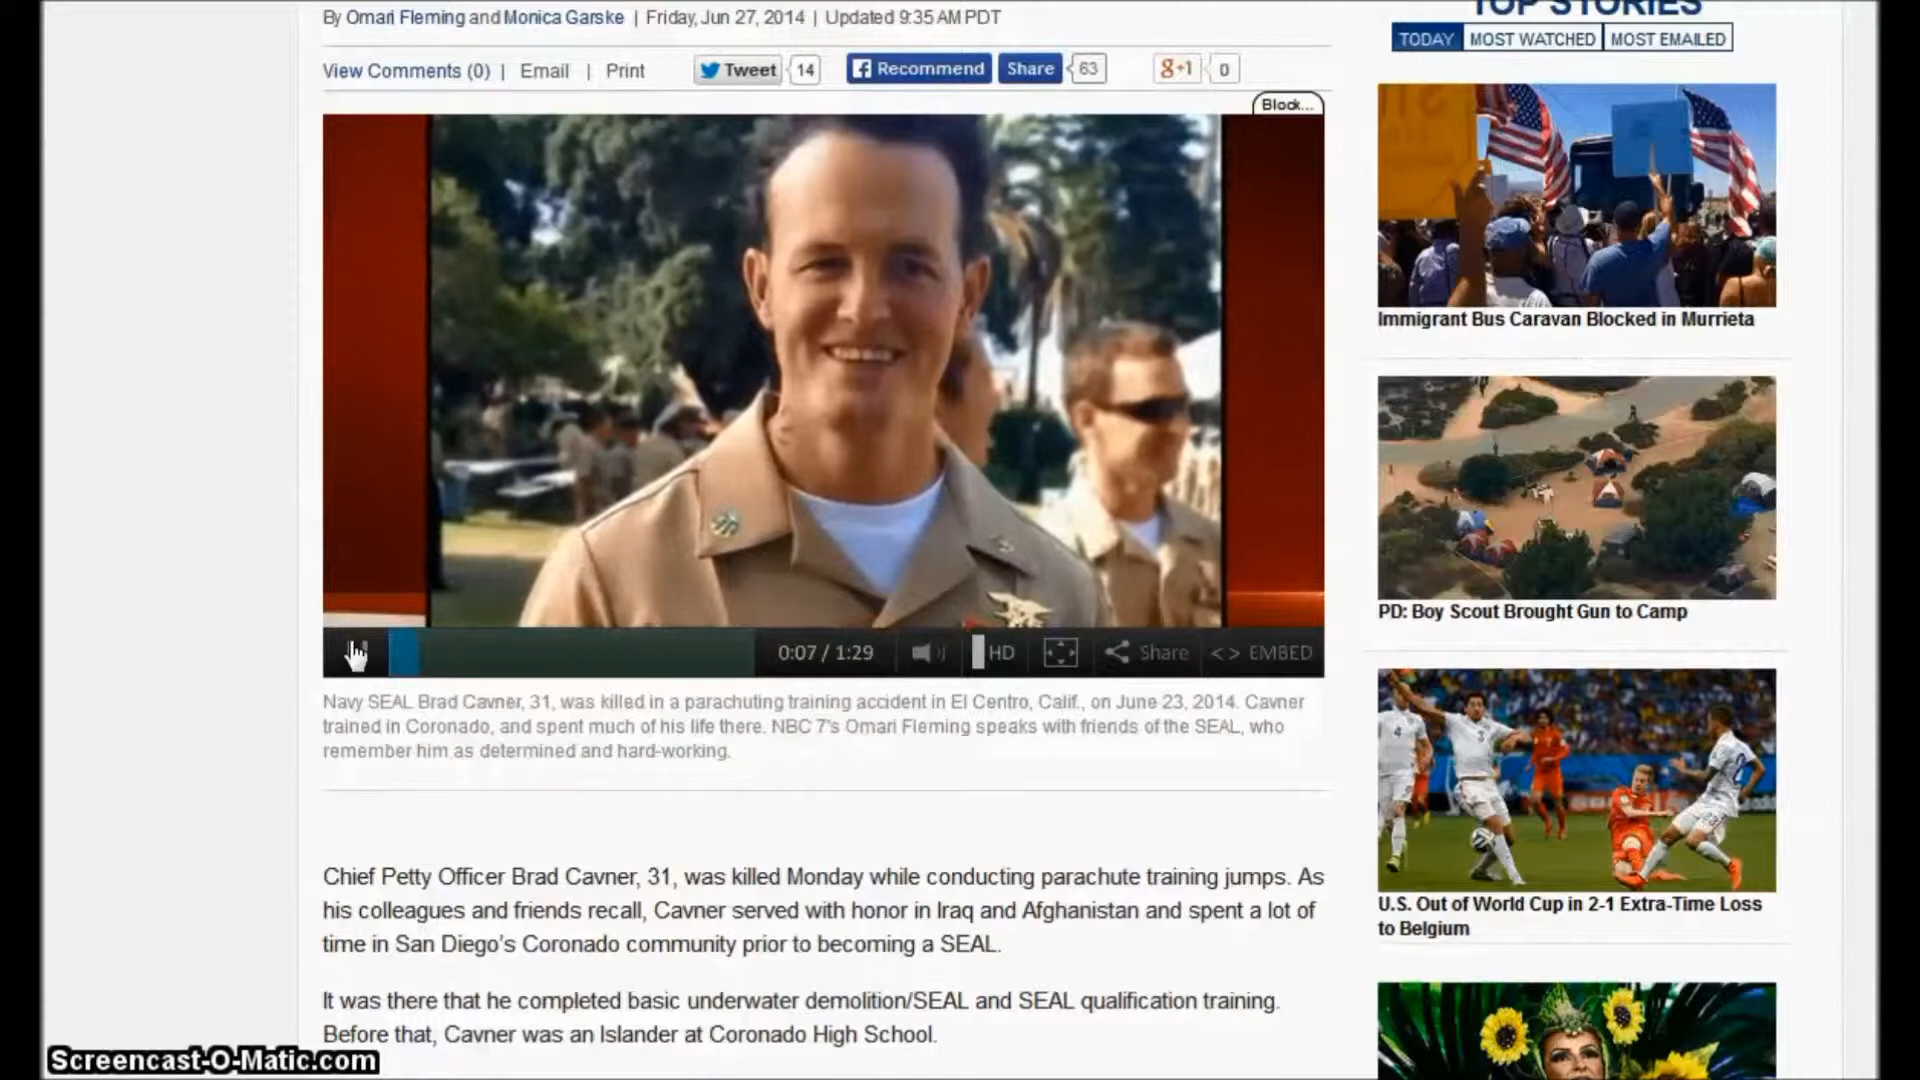 By Omari Fleming and Monica Garske | Friday, Jun 27, 2014 | Updated 9:35 AM PDT
View Comments (0) | Email | Print
Tweet 14
Recommend Share 63
g+1 0
Block...
0:07 / 1:29 HD Share <> EMBED
Navy SEAL Brad Cavner, 31, was killed in a parachuting training accident in El Centro, Calif., on June 23, 2014. Cavner
trained in Coronado, and spent much of his life there. NBC 7's Omari Fleming speaks with friends of the SEAL, who
remember him as determined and hard-working.
Chief Petty Officer Brad Cavner, 31, was killed Monday while conducting parachute training jumps. As
his colleagues and friends recall, Cavner served with honor in Iraq and Afghanistan and spent a lot of
time in San Diego's Coronado community prior to becoming a SEAL.
It was there that he completed basic underwater demolition/SEAL and SEAL qualification training.
Before that, Cavner was an Islander at Coronado High School.
TOP STORIES
TODAY MOST WATCHED MOST EMAILED
Immigrant Bus Caravan Blocked in Murrieta
PD: Boy Scout Brought Gun to Camp
U.S. Out of World Cup in 2-1 Extra-Time Loss
to Belgium
Screencast-O-Matic.com